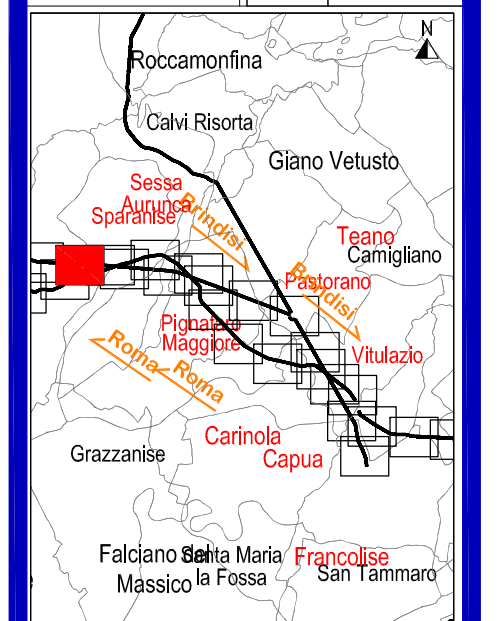 N
Roccamonfina
Calvi Risorta
Giano Vetusto
Sessa
Aurunca
Sparanise
Brindisi
Teano
Camigliano
Pastorano
Brindisi
Pignataro
Maggiore
Vitulazio
Roma
Roma
Carinola
Capua
Grazzanise
Falciano del
Massico
Santa Maria
la Fossa
Francolise
San Tammaro